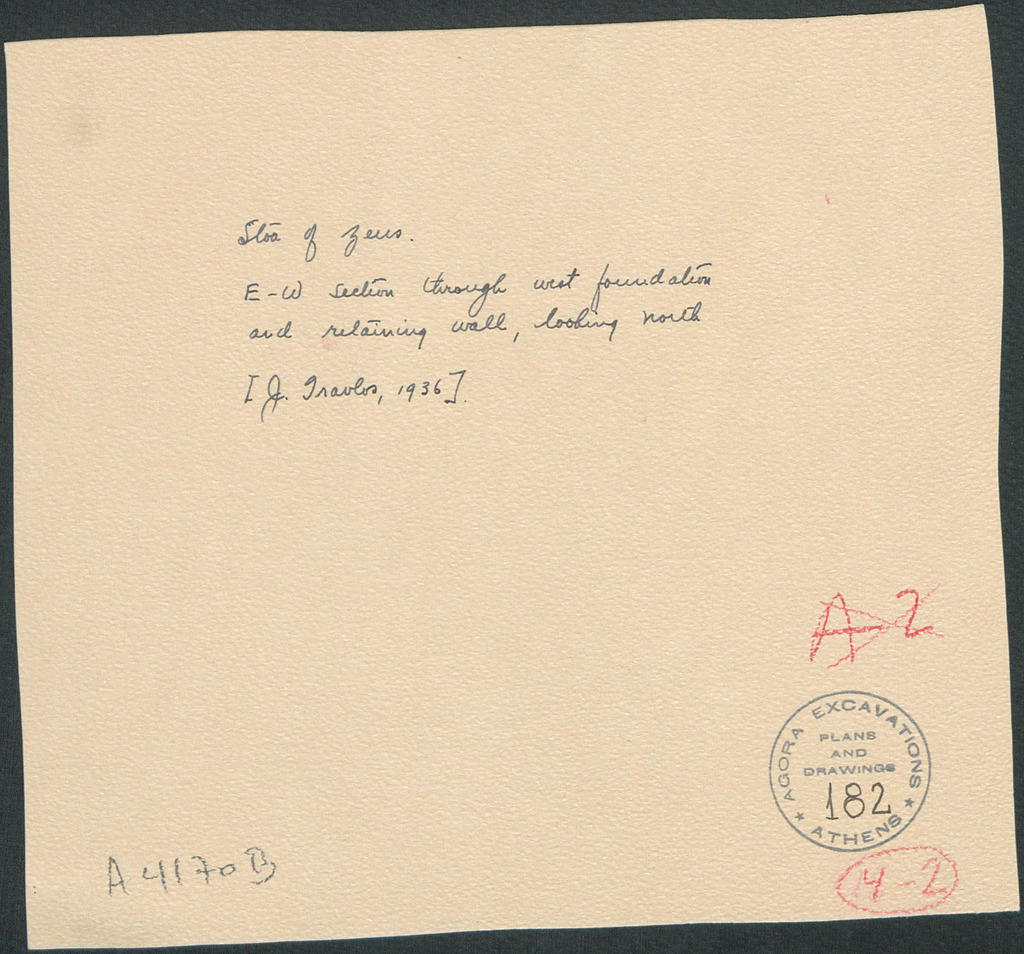 Stoa of Zeus.
E-W section through west foundation
and retaining wall, looking north
[J. Travlos, 1936].
A-2
AGORA EXCAVATIONS
PLANS
AND
DRAWINGS
182
★ ATHENS ★
A 4170 B
14-2